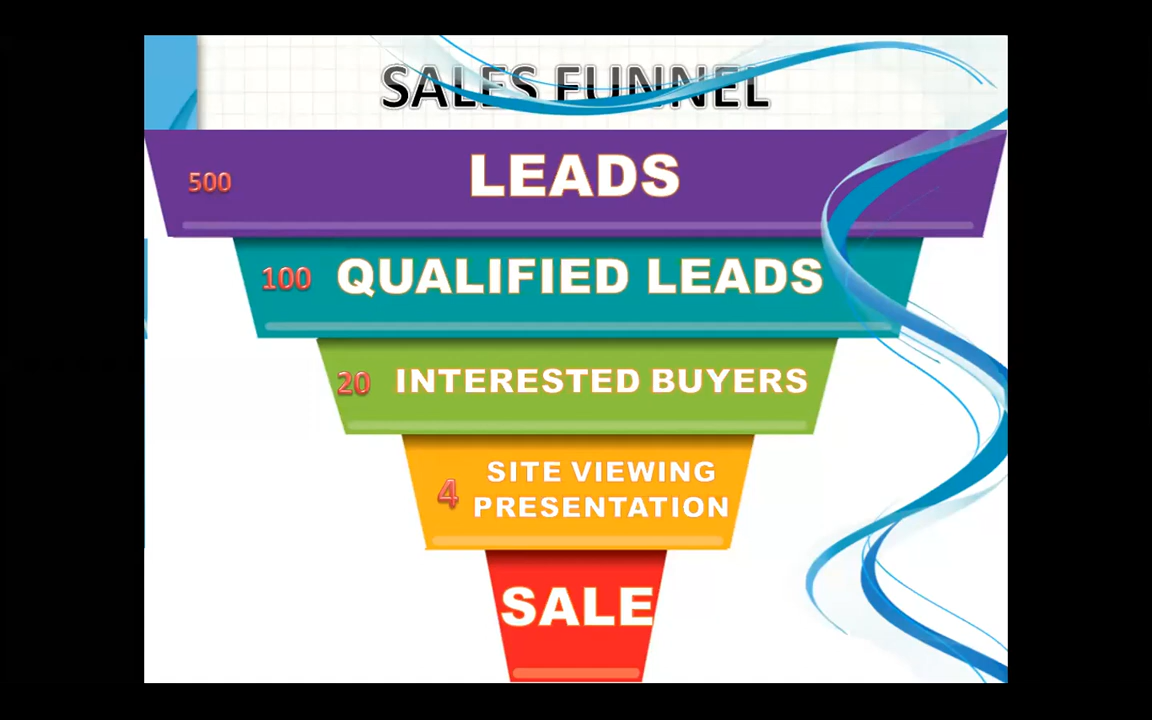 SALES FUNNEL
500 LEADS
100 QUALIFIED LEADS
20 INTERESTED BUYERS
4 SITE VIEWING
PRESENTATION
SALE